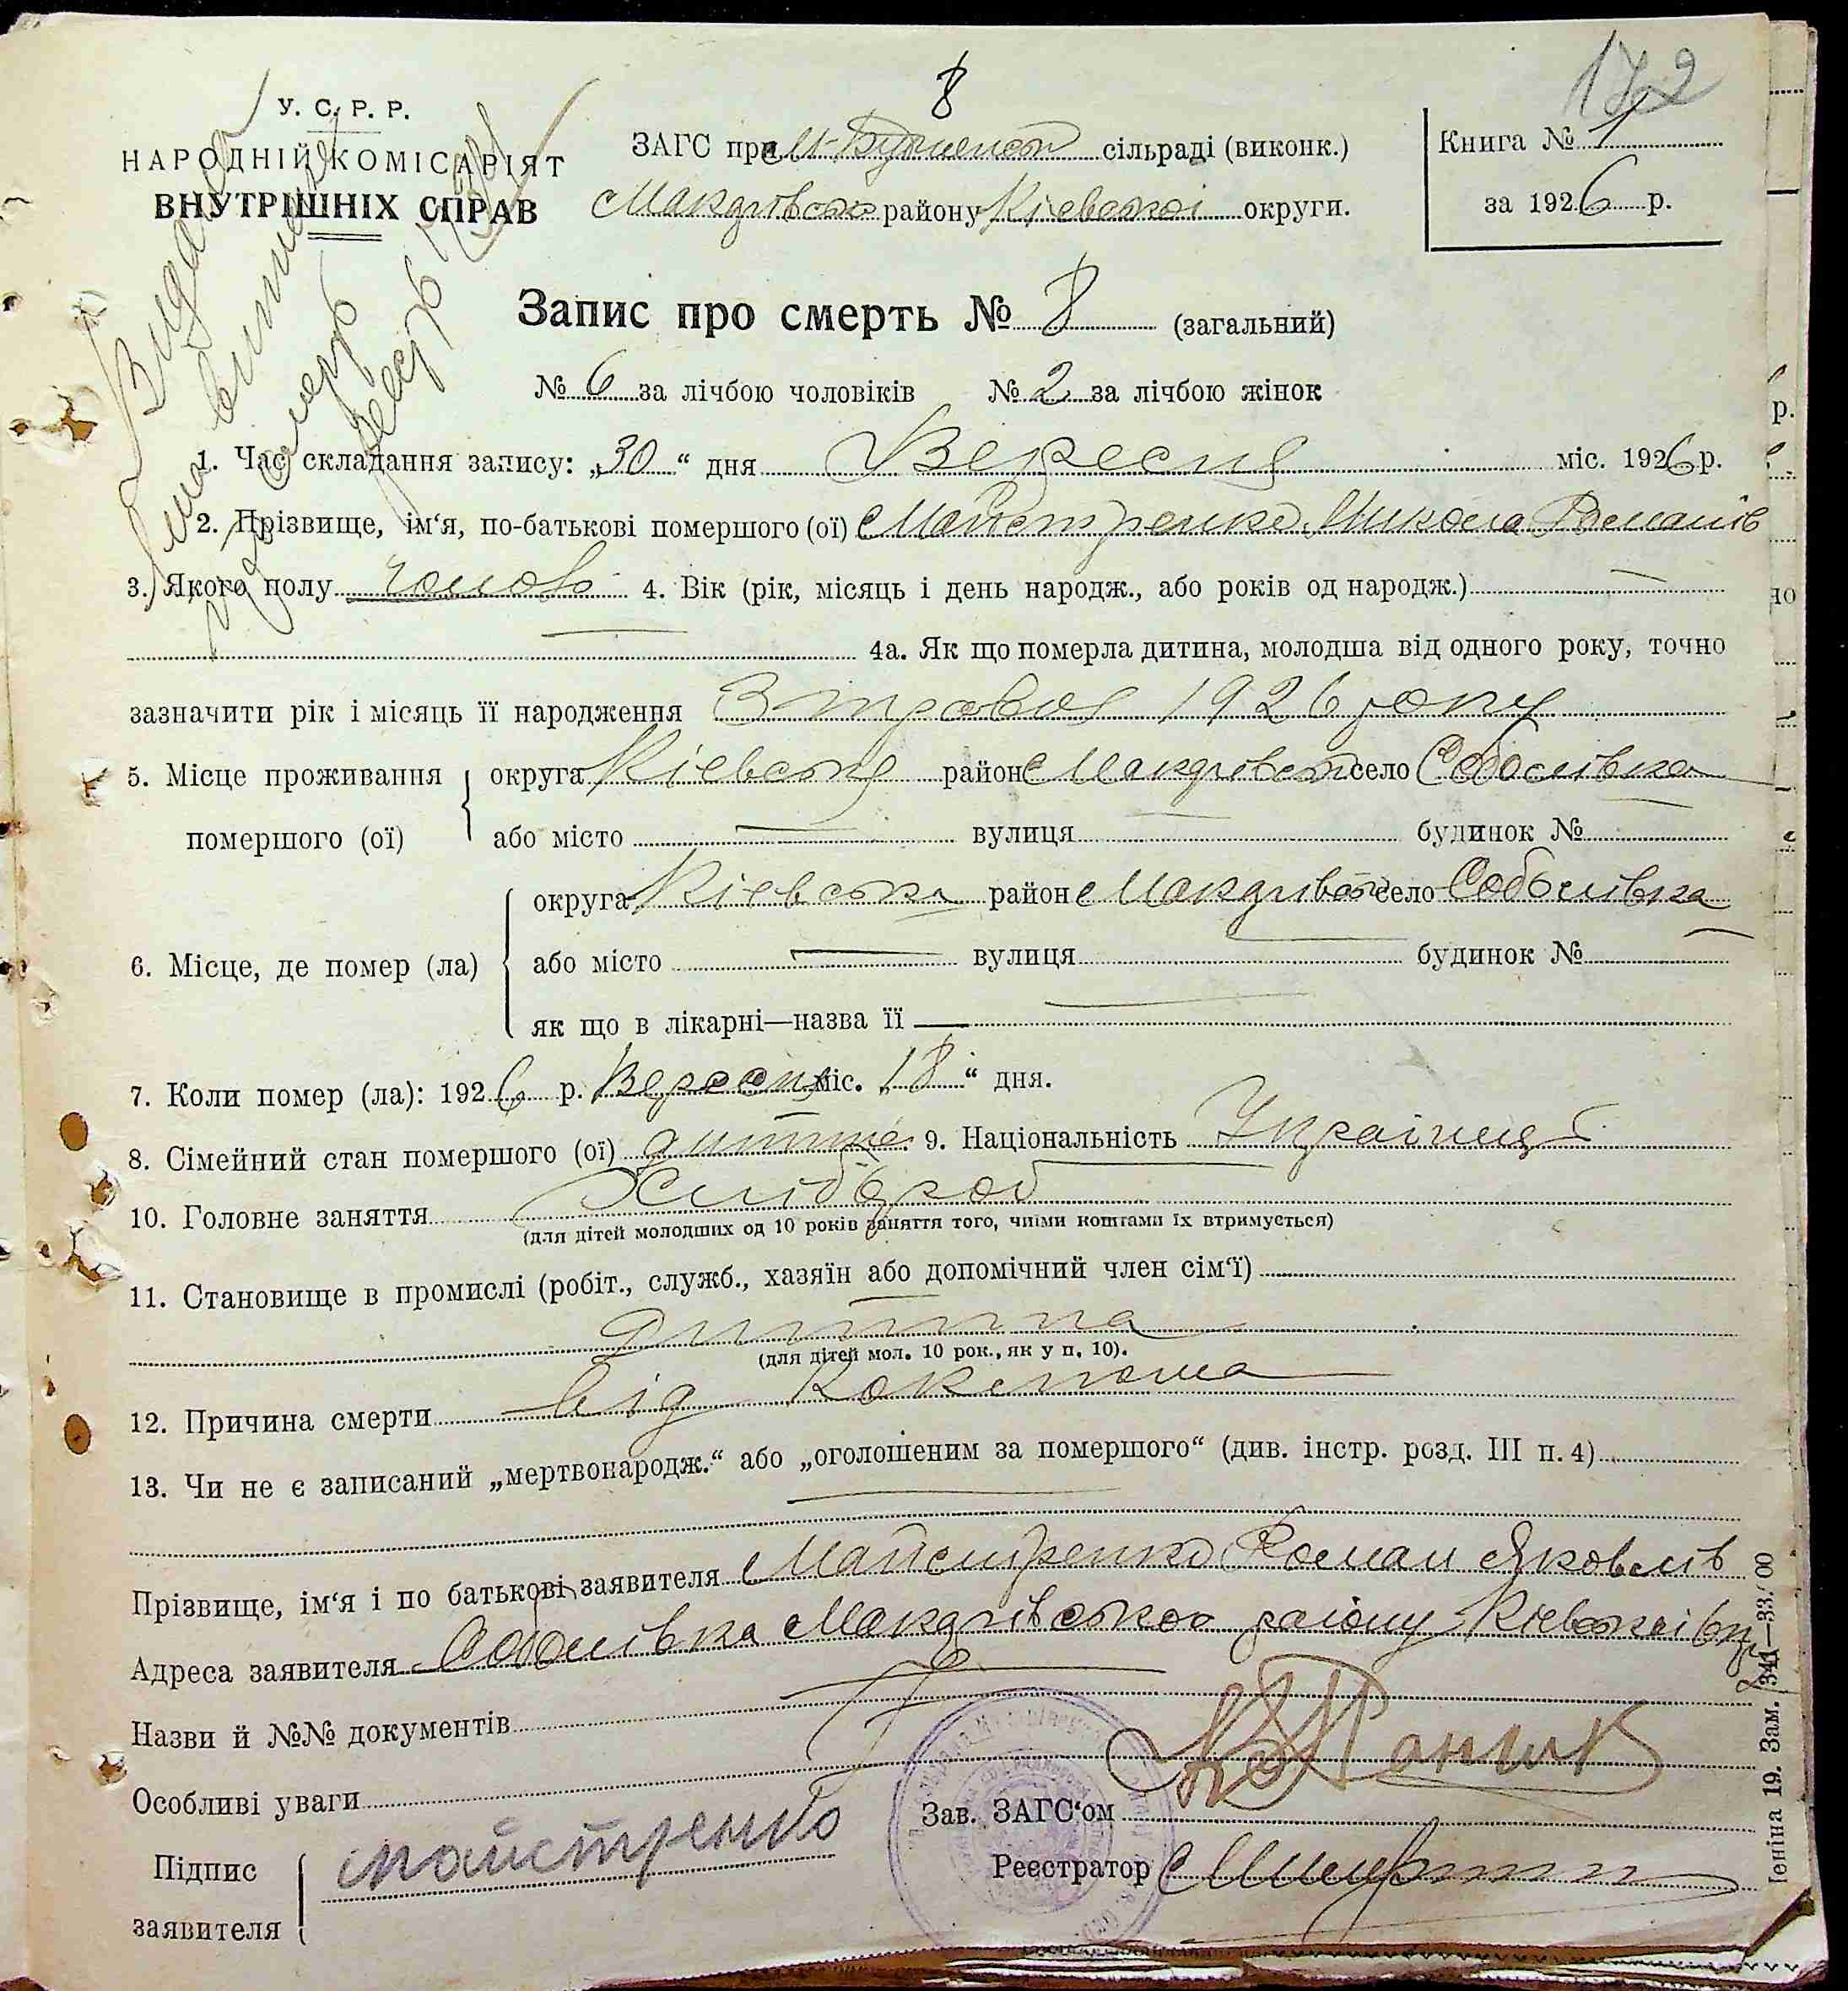 8
172
У. С. Р. Р.
НАРОДНІЙ КОМІСАРІЯТ
ВНУТРІШНІХ СПРАВ
ЗАГС при сільраді (виконк.)
Макарівськ району Кієвської округи.
Книга № 1
за 1926 р.
Видана
смерть
Запис про смерть № 8 (загальний)
№ 6 за лічбою чоловіків № 2 за лічбою жінок
1. Час складання запису: „30“ дня Вересня міс. 1926 р.
2. Прізвище, ім‘я, по-батькові помершого (ої) Майстренко Микола Романів
3. Якого полу чолов 4. Вік (рік, місяць і день народж., або років од народж.) —
— 4а. Як що померла дитина, молодша від одного року, точно
зазначити рік і місяць її народження 3 травня 1926 року
5. Місце проживання помершого (ої) округа Кієвська район Макарівськ село Соболівка
або місто — вулиця — будинок № —
6. Місце, де помер (ла) округа Кієвська район Макарівськ село Соболівка
або місто — вулиця — будинок № —
як що в лікарні—назва її —
7. Коли помер (ла): 1926 р. Вересня міс. „18“ дня.
8. Сімейний стан помершого (ої) 9. Національність Українець
10. Головне заняття Хлібороб
(для дітей молодших од 10 років заняття того, чиїми коштами їх втримується)
11. Становище в промислі (робіт., служб., хазяїн або допомічний член сім‘ї)
Дитина
(для дітей мол. 10 рок., як у п. 10).
12. Причина смерти від Коклюша
13. Чи не є записаний „мертвонародж.“ або „оголошеним за помершого“ (див. інстр. розд. III п. 4)
—
Прізвище, ім‘я і по батькові заявителя Майстренко Роман Яковлів
Адреса заявителя Соболівка Макарівського району Кієвської
Назви й №№ документів —
Особливі уваги
Зав. ЗАГС‘ом
Підпис заявителя Майстренко
Реєстратор